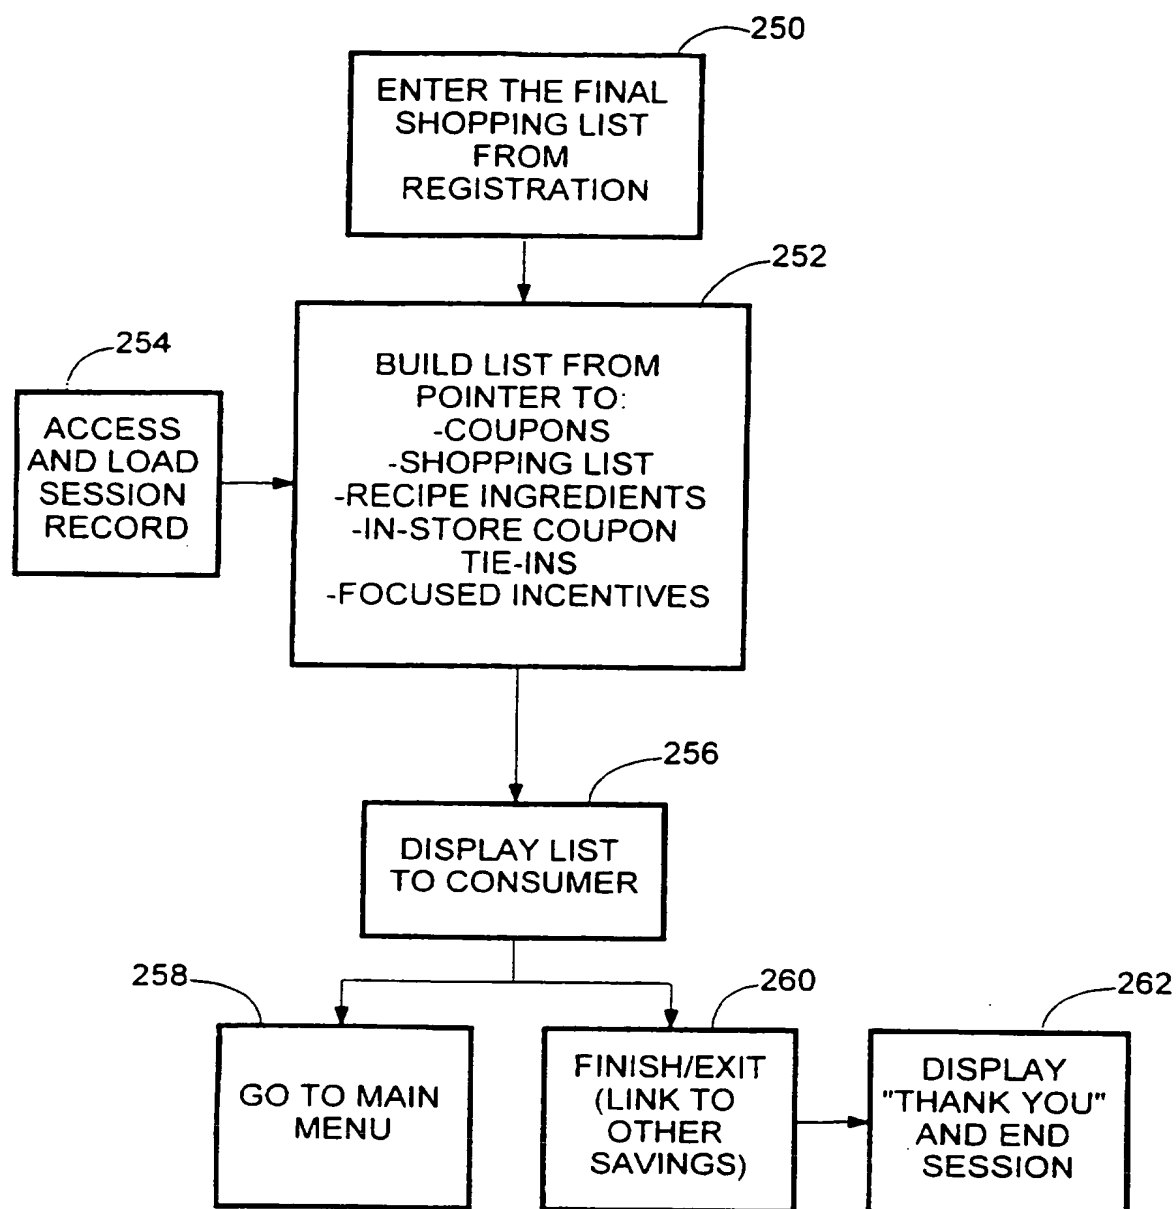 250
ENTER THE FINAL
SHOPPING LIST
FROM
REGISTRATION
252
BUILD LIST FROM
POINTER TO:
-COUPONS
-SHOPPING LIST
-RECIPE INGREDIENTS
-IN-STORE COUPON
TIE-INS
-FOCUSED INCENTIVES
254
ACCESS
AND LOAD
SESSION
RECORD
256
DISPLAY LIST
TO CONSUMER
258
GO TO MAIN
MENU
260
FINISH/EXIT
(LINK TO
OTHER
SAVINGS)
262
DISPLAY
"THANK YOU"
AND END
SESSION